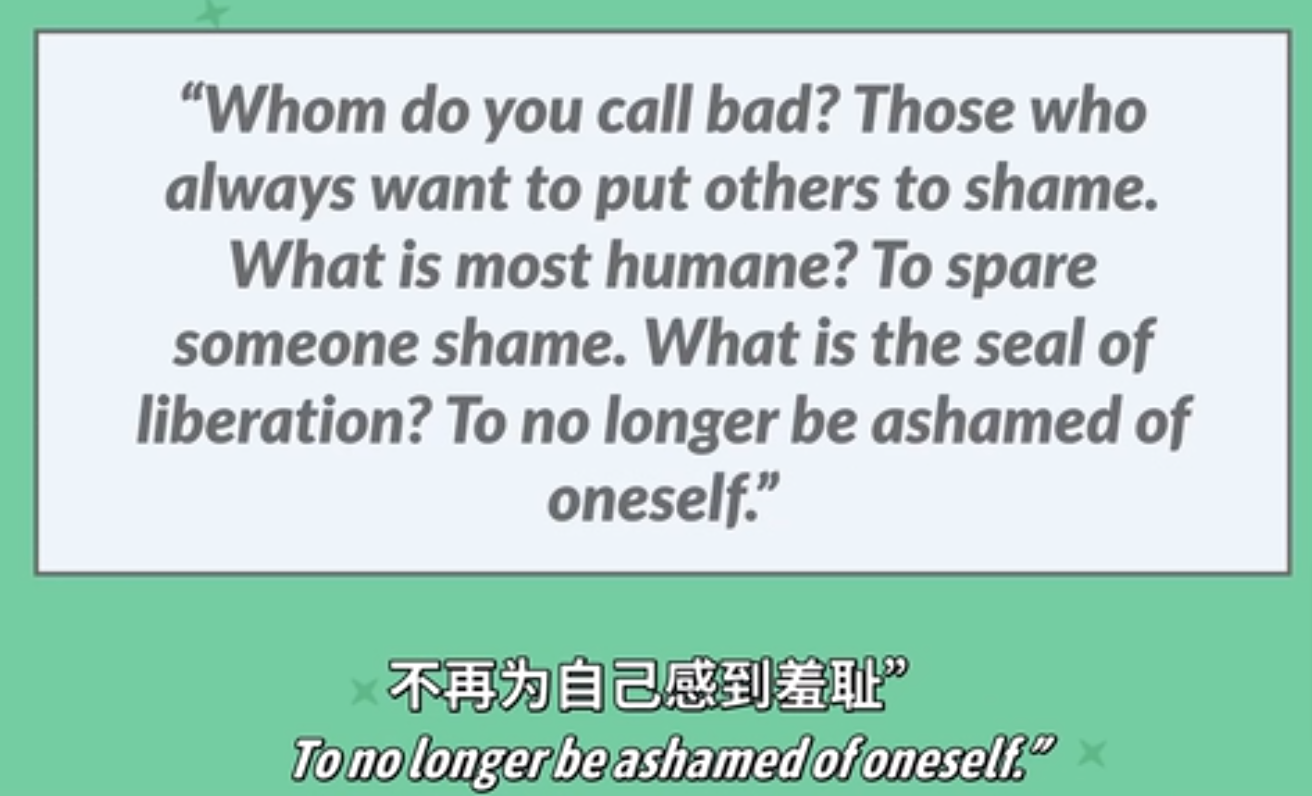 “Whom do you call bad? Those who
always want to put others to shame.
What is most humane? To spare
someone shame. What is the seal of
liberation? To no longer be ashamed of
oneself.”
不再为自己感到羞耻”
To no longer be ashamed of oneself.”